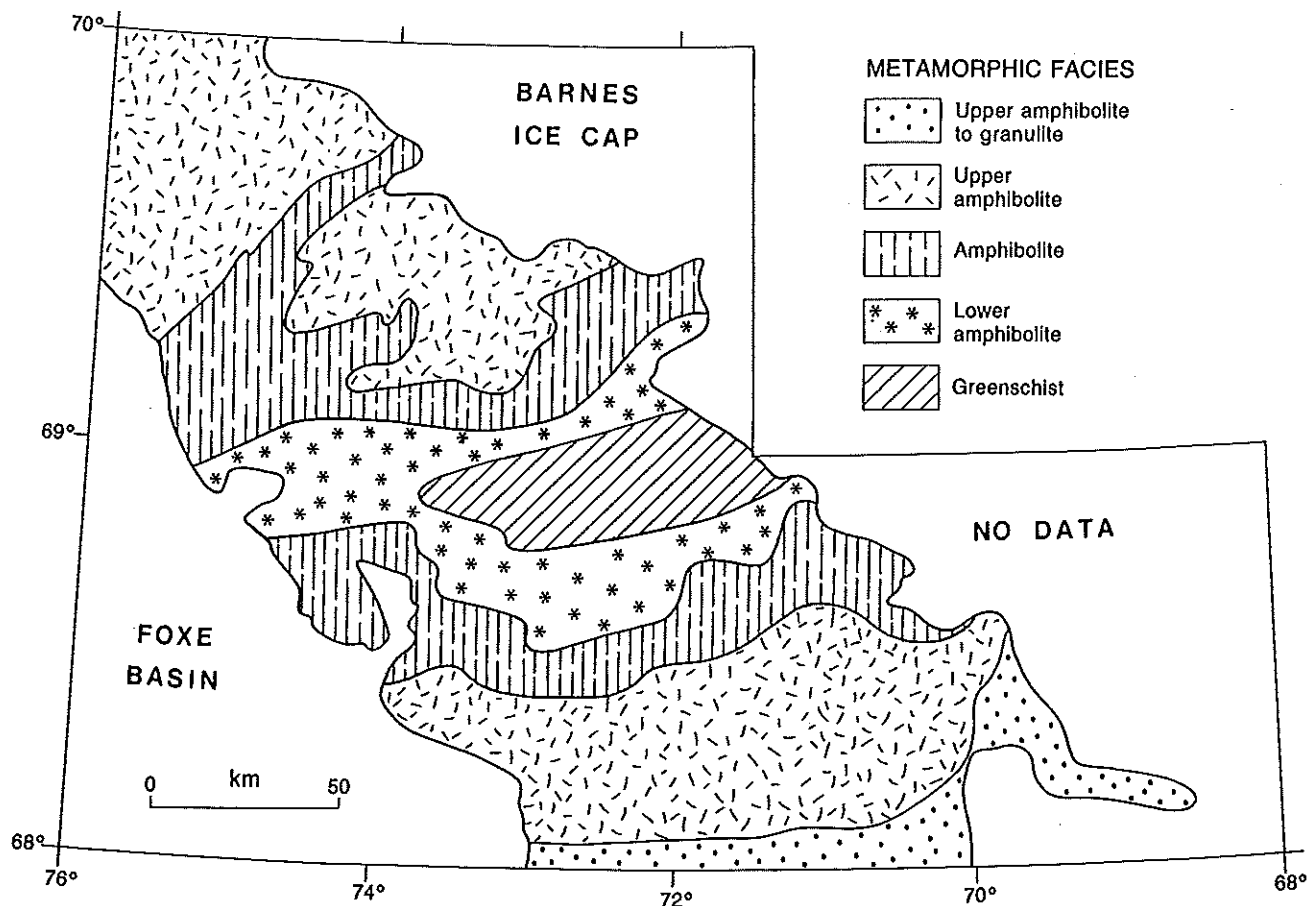 70°
BARNES
ICE CAP
METAMORPHIC FACIES
Upper amphibolite
to granulite
Upper
amphibolite
Amphibolite
Lower
amphibolite
Greenschist
69°
NO DATA
FOXE
BASIN
0 km 50
68°
76°
74°
72°
70°
68°